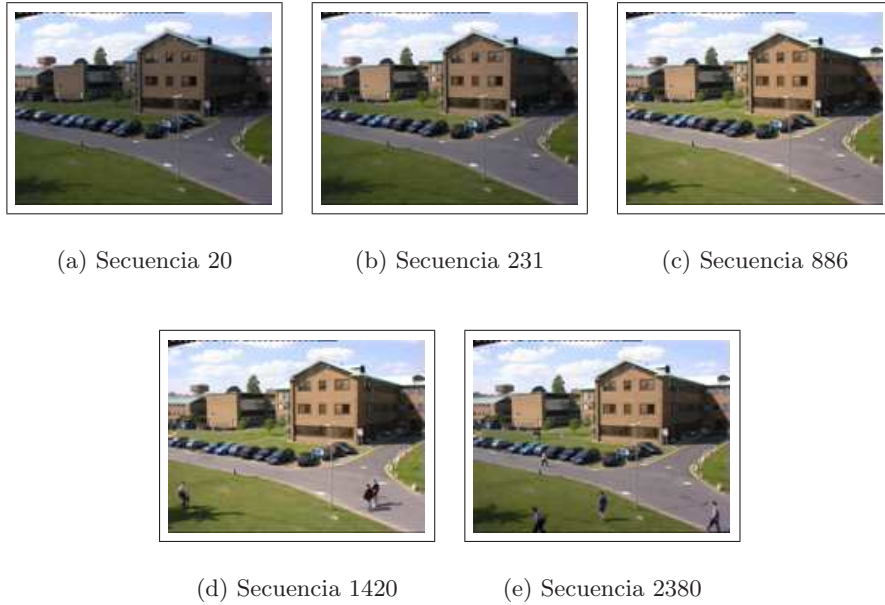 (a) Secuencia 20
(b) Secuencia 231
(c) Secuencia 886
(d) Secuencia 1420
(e) Secuencia 2380